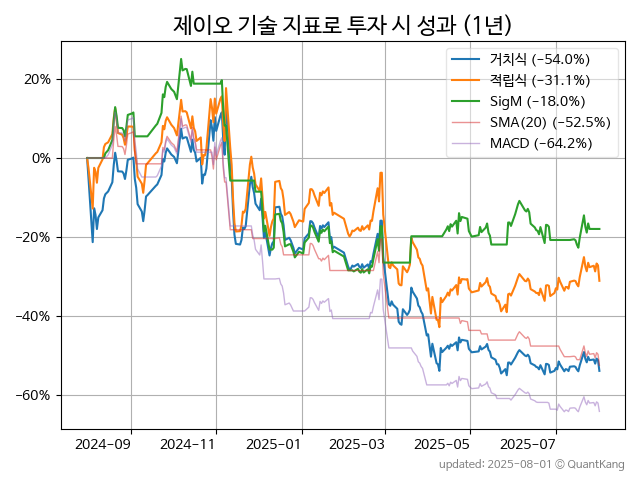 제이오 기술 지표로 투자 시 성과 (1년)
거치식 (−54.0%)
적립식 (−31.1%)
SigM (−18.0%)
SMA(20) (−52.5%)
MACD (−64.2%)
20%
0%
−20%
−40%
−60%
2024−09
2024−11
2025−01
2025−03
2025−05
2025−07
updated: 2025-08-01 © QuantKang